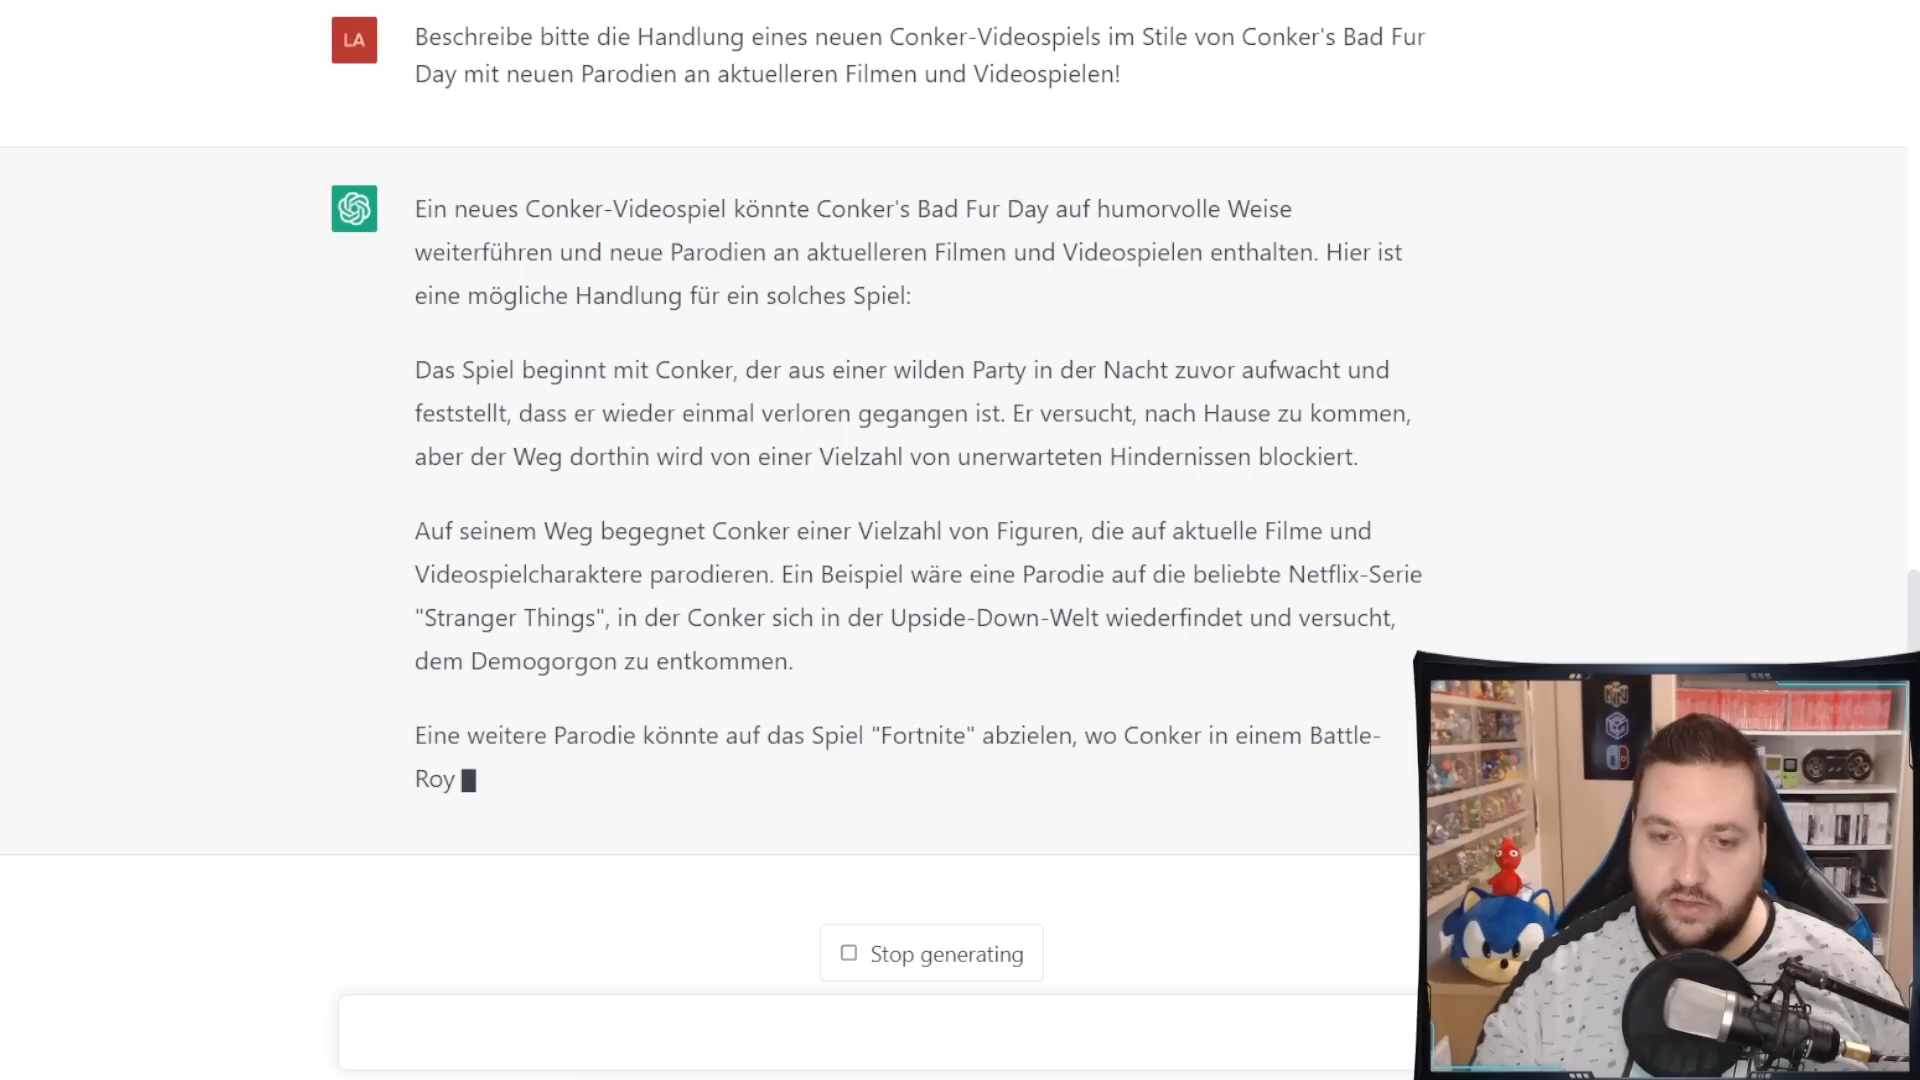 LA
Beschreibe bitte die Handlung eines neuen Conker-Videospiels im Stile von Conker's Bad Fur
Day mit neuen Parodien an aktuelleren Filmen und Videospielen!
Ein neues Conker-Videospiel könnte Conker's Bad Fur Day auf humorvolle Weise
weiterführen und neue Parodien an aktuelleren Filmen und Videospielen enthalten. Hier ist
eine mögliche Handlung für ein solches Spiel:
Das Spiel beginnt mit Conker, der aus einer wilden Party in der Nacht zuvor aufwacht und
feststellt, dass er wieder einmal verloren gegangen ist. Er versucht, nach Hause zu kommen,
aber der Weg dorthin wird von einer Vielzahl von unerwarteten Hindernissen blockiert.
Auf seinem Weg begegnet Conker einer Vielzahl von Figuren, die auf aktuelle Filme und
Videospielcharaktere parodieren. Ein Beispiel wäre eine Parodie auf die beliebte Netflix-Serie
"Stranger Things", in der Conker sich in der Upside-Down-Welt wiederfindet und versucht,
dem Demogorgon zu entkommen.
Eine weitere Parodie könnte auf das Spiel "Fortnite" abzielen, wo Conker in einem Battle-
Roy
Stop generating